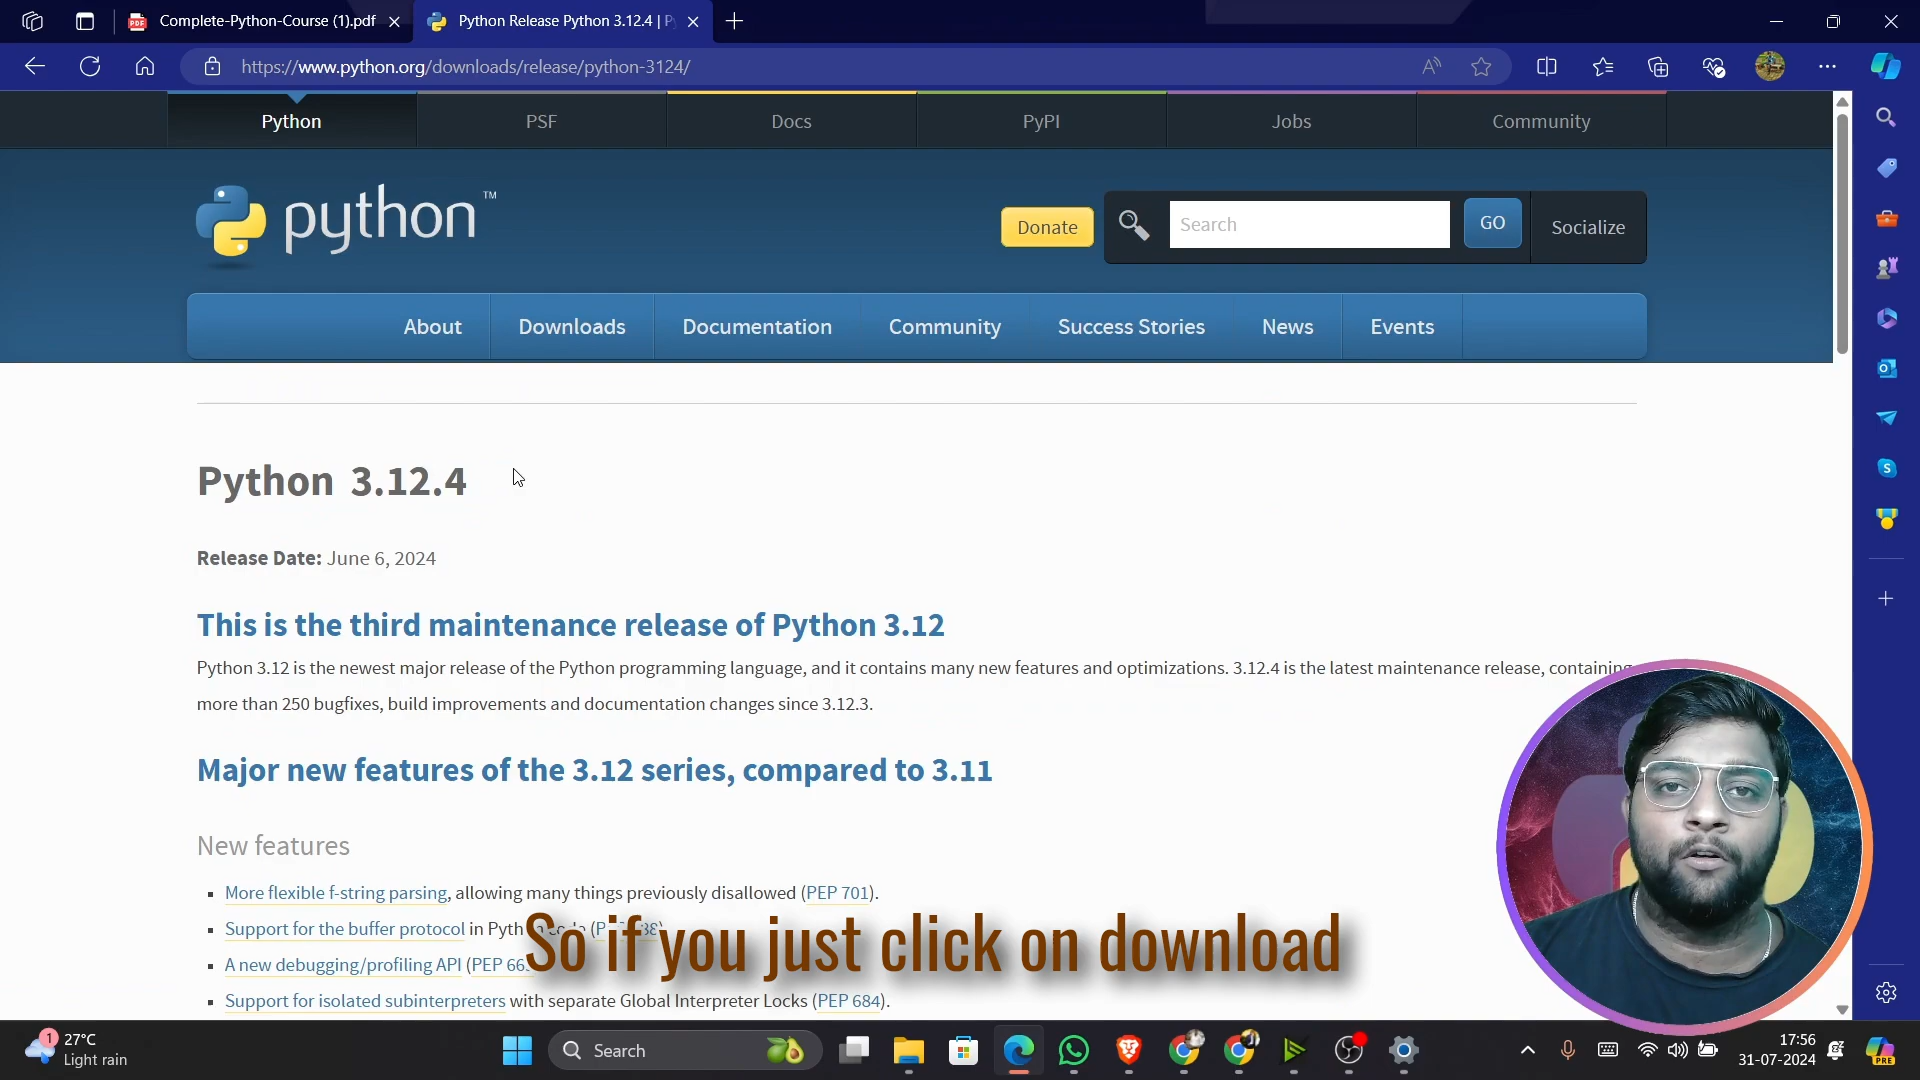 Complete-Python-Course (1).pdf
Python Release Python 3.12.4 |
https://www.python.org/downloads/release/python-3124/
Python
PSF
Docs
PyPI
Jobs
Community
python™
Donate
Search
GO
Socialize
About
Downloads
Documentation
Community
Success Stories
News
Events
Python 3.12.4
Release Date: June 6, 2024
This is the third maintenance release of Python 3.12
Python 3.12 is the newest major release of the Python programming language, and it contains many new features and optimizations. 3.12.4 is the latest maintenance release, containing
more than 250 bugfixes, build improvements and documentation changes since 3.12.3.
Major new features of the 3.12 series, compared to 3.11
New features
More flexible f-string parsing, allowing many things previously disallowed (PEP 701).
Support for the buffer protocol in
A new debugging/profiling API (PEP
Support for isolated subinterpreters with separate Global Interpreter Locks (PEP 684).
So if you just click on download
1
27°C
Light rain
Search
17:56
31-07-2024
PRE